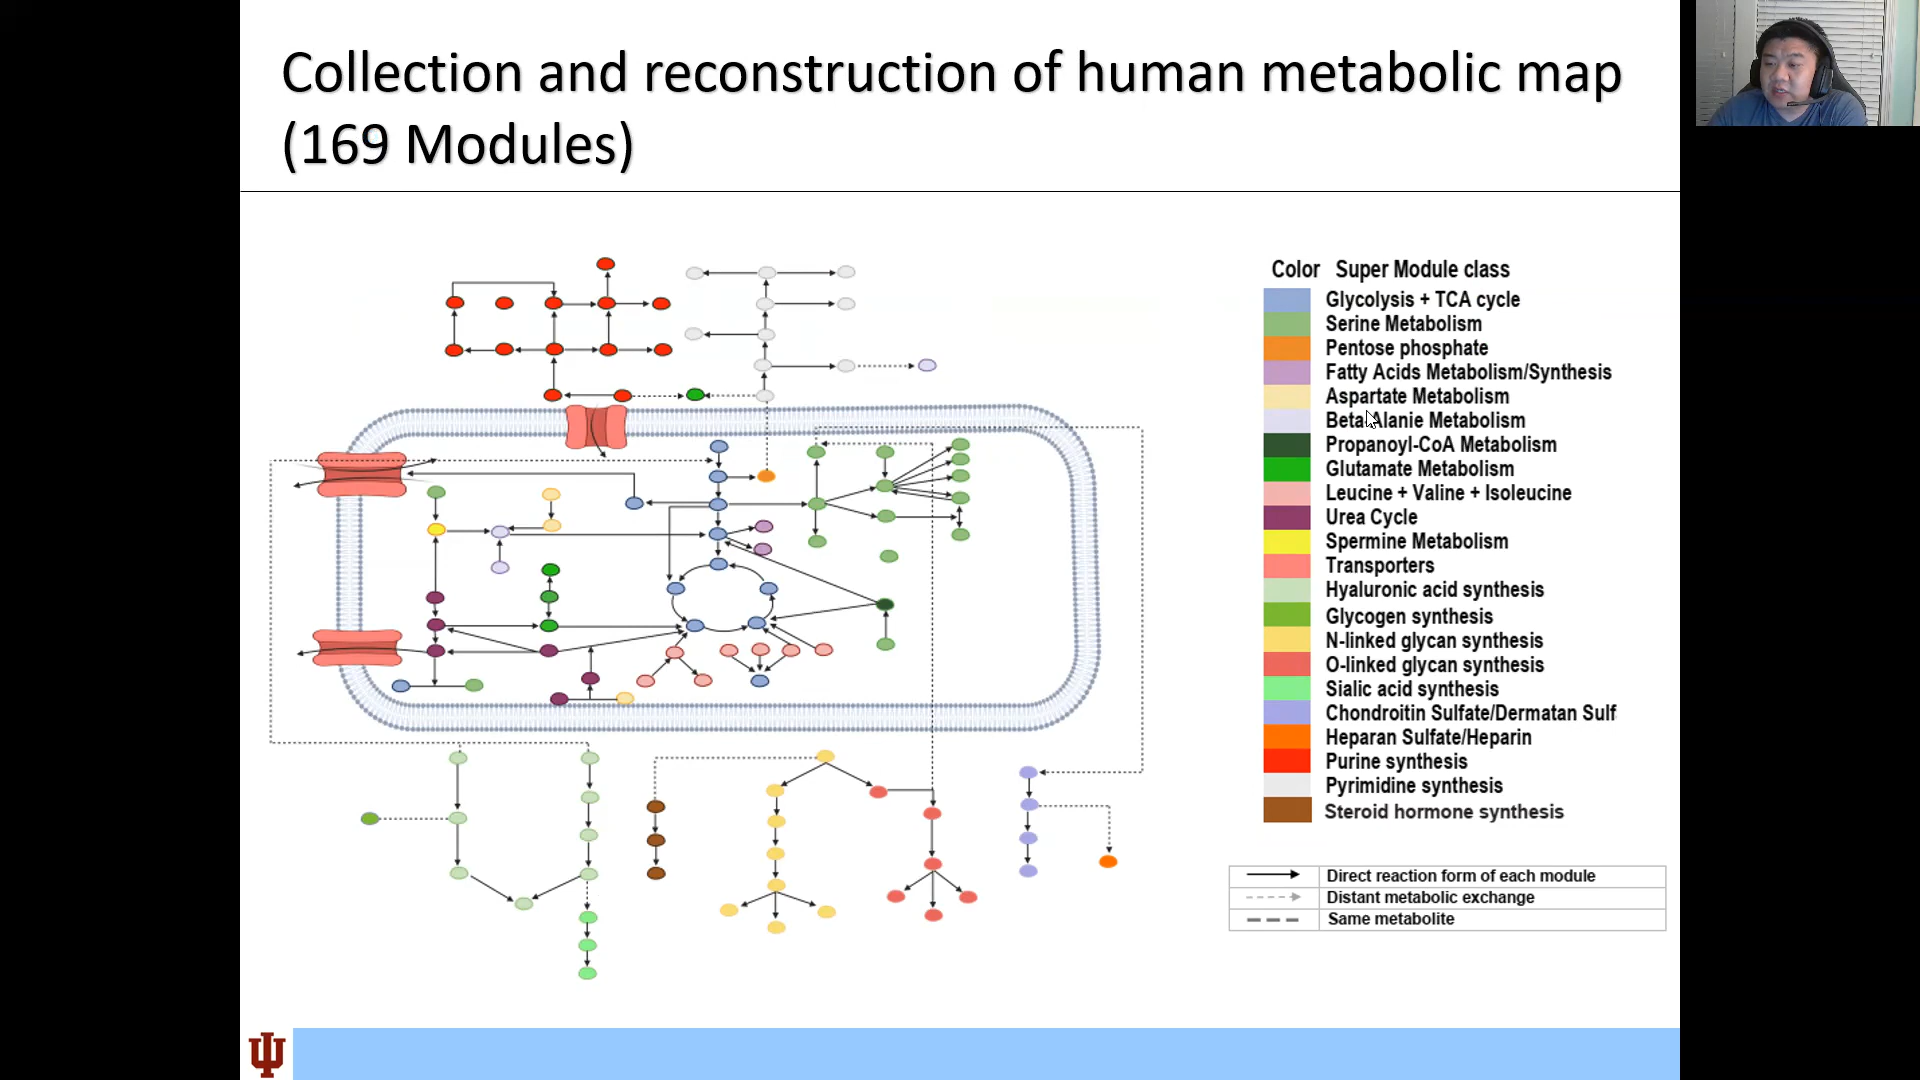 Collection and reconstruction of human metabolic map
(169 Modules)
Color Super Module class
Glycolysis + TCA cycle
Serine Metabolism
Pentose phosphate
Fatty Acids Metabolism/Synthesis
Aspartate Metabolism
Beta-Alanie Metabolism
Propanoyl-CoA Metabolism
Glutamate Metabolism
Leucine + Valine + Isoleucine
Urea Cycle
Spermine Metabolism
Transporters
Hyaluronic acid synthesis
Glycogen synthesis
N-linked glycan synthesis
O-linked glycan synthesis
Sialic acid synthesis
Chondroitin Sulfate/Dermatan Sulf
Heparan Sulfate/Heparin
Purine synthesis
Pyrimidine synthesis
Steroid hormone synthesis
Direct reaction form of each module
Distant metabolic exchange
Same metabolite